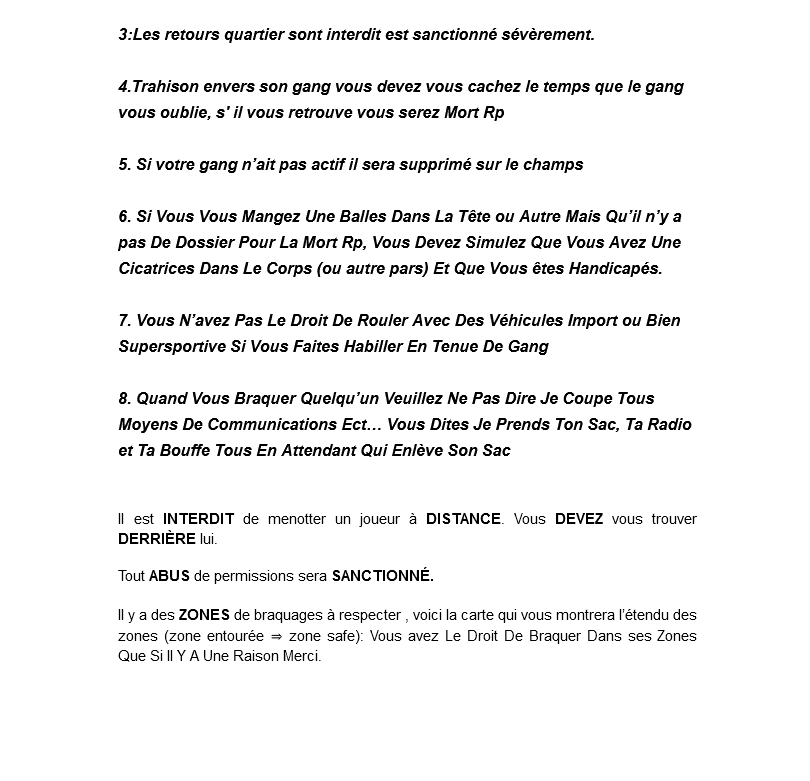 3:Les retours quartier sont interdit est sanctionné sévèrement.
4.Trahison envers son gang vous devez vous cachez le temps que le gang
vous oublie, s' il vous retrouve vous serez Mort Rp
5. Si votre gang n’ait pas actif il sera supprimé sur le champs
6. Si Vous Vous Mangez Une Balles Dans La Tête ou Autre Mais Qu’il n’y a
pas De Dossier Pour La Mort Rp, Vous Devez Simulez Que Vous Avez Une
Cicatrices Dans Le Corps (ou autre pars) Et Que Vous êtes Handicapés.
7. Vous N’avez Pas Le Droit De Rouler Avec Des Véhicules Import ou Bien
Supersportive Si Vous Faites Habiller En Tenue De Gang
8. Quand Vous Braquer Quelqu’un Veuillez Ne Pas Dire Je Coupe Tous
Moyens De Communications Ect… Vous Dites Je Prends Ton Sac, Ta Radio
et Ta Bouffe Tous En Attendant Qui Enlève Son Sac
Il est INTERDIT de menotter un joueur à DISTANCE. Vous DEVEZ vous trouver
DERRIÈRE lui.
Tout ABUS de permissions sera SANCTIONNÉ.
Il y a des ZONES de braquages à respecter , voici la carte qui vous montrera l’étendu des
zones (zone entourée ⇒ zone safe): Vous avez Le Droit De Braquer Dans ses Zones
Que Si Il Y A Une Raison Merci.